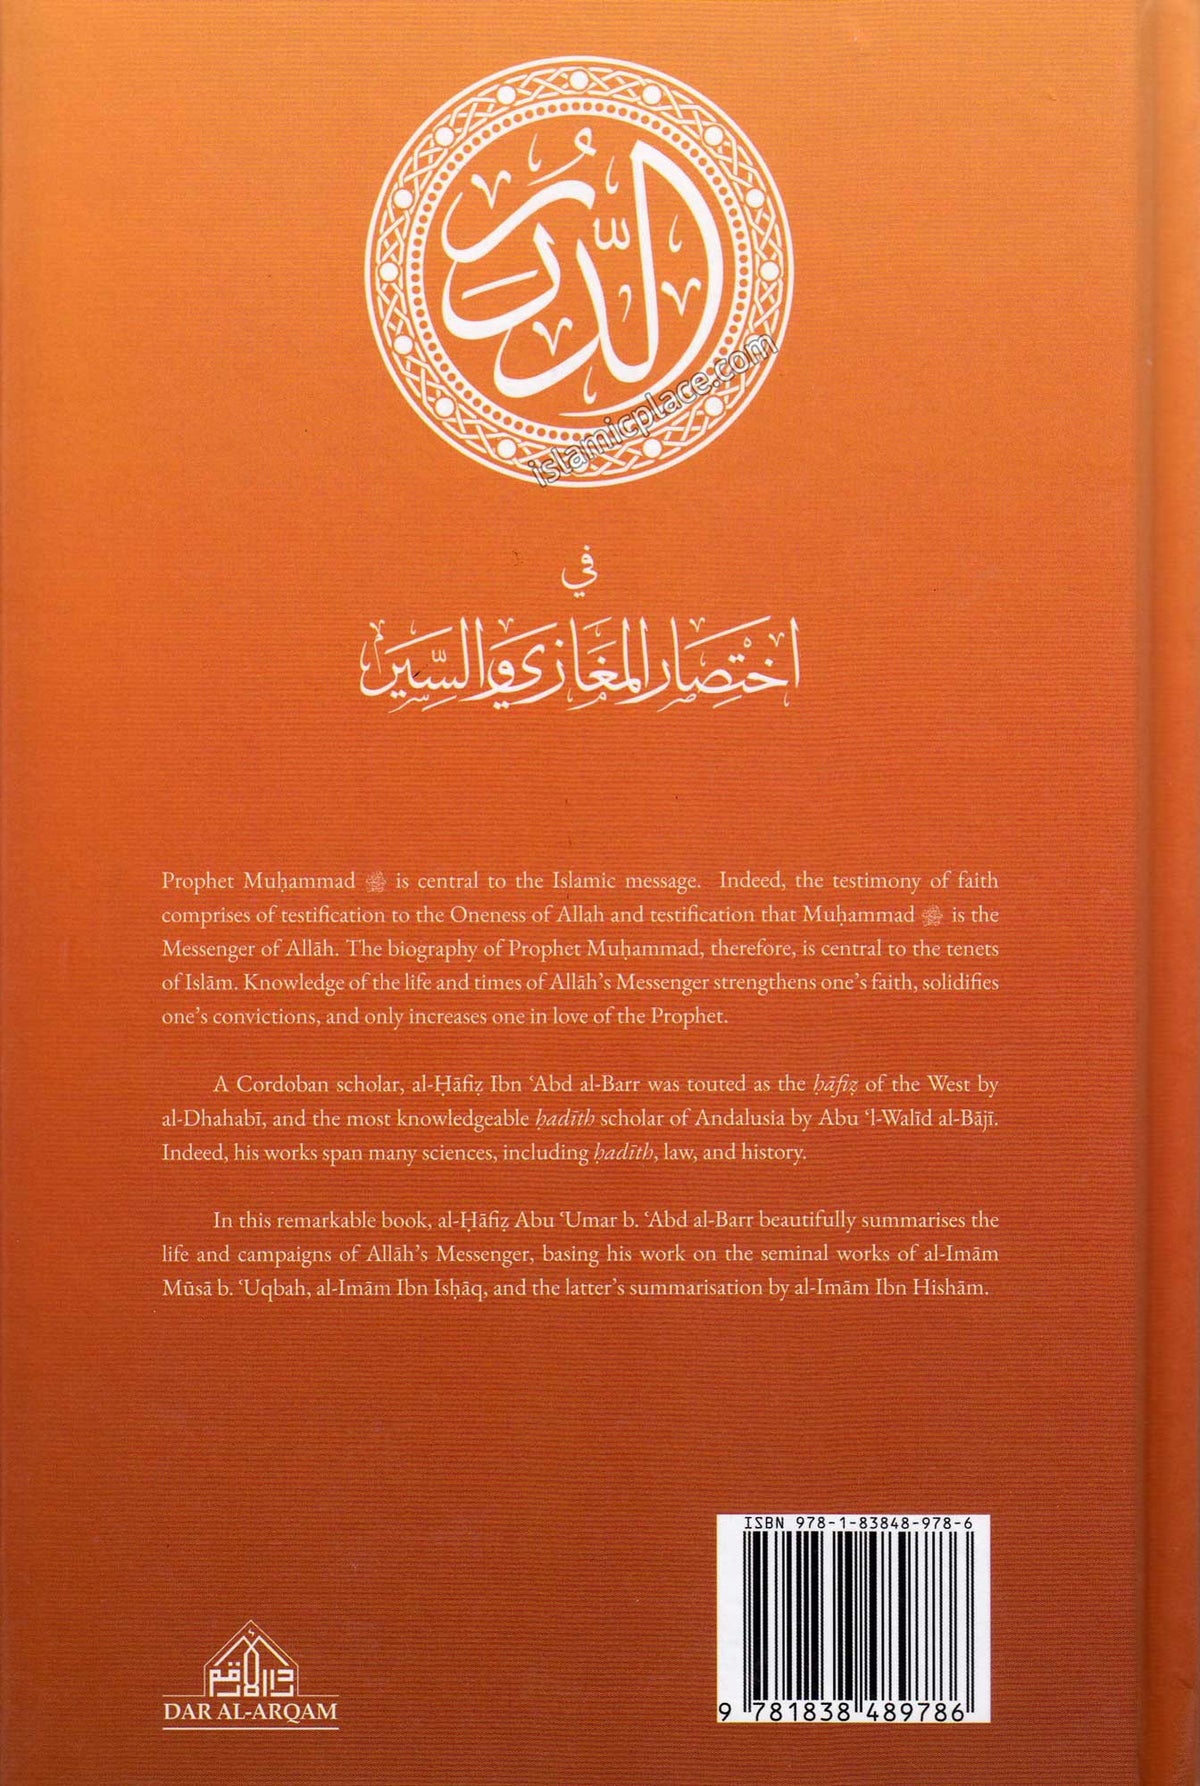 الدُّرَر
islamicplace.com
في
اختصار المغازي والسير
Prophet Muḥammad ﷺ is central to the Islamic message. Indeed, the testimony of faith
comprises of testification to the Oneness of Allah and testification that Muḥammad ﷺ is the
Messenger of Allāh. The biography of Prophet Muḥammad, therefore, is central to the tenets
of Islām. Knowledge of the life and times of Allāh’s Messenger strengthens one’s faith, solidifies
one’s convictions, and only increases one in love of the Prophet.
A Cordoban scholar, al-Ḥāfiẓ Ibn ‘Abd al-Barr was touted as the ḥāfiẓ of the West by
al-Dhahabī, and the most knowledgeable ḥadīth scholar of Andalusia by Abu ‘l-Walīd al-Bājī.
Indeed, his works span many sciences, including ḥadīth, law, and history.
In this remarkable book, al-Ḥāfiẓ Abu ‘Umar b. ‘Abd al-Barr beautifully summarises the
life and campaigns of Allāh’s Messenger, basing his work on the seminal works of al-Imām
Mūsā b. ‘Uqbah, al-Imām Ibn Isḥāq, and the latter’s summarisation by al-Imām Ibn Hishām.
ISBN 978-1-83848-978-6
9 781838 489786
دار الأرقم
DAR AL-ARQAM